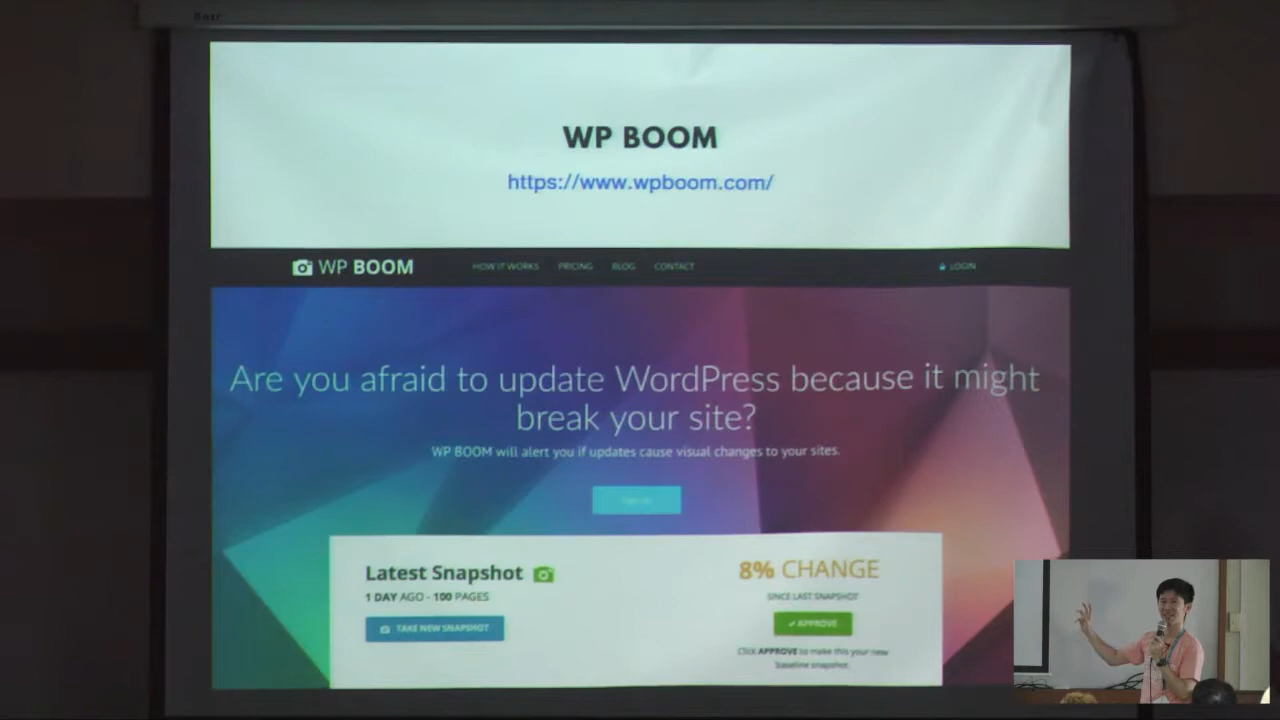 WP BOOM
https://www.wpboom.com/
WP BOOM HOW IT WORKS PRICING BLOG CONTACT LOGIN
Are you afraid to update WordPress because it might
break your site?
WP BOOM will alert you if updates cause visual changes to your sites.
Latest Snapshot
1 DAY AGO - 100 PAGES
TAKE NEW SNAPSHOT
8% CHANGE
SINCE LAST SNAPSHOT
✔ APPROVE
Click APPROVE to make this your new
baseline snapshot.